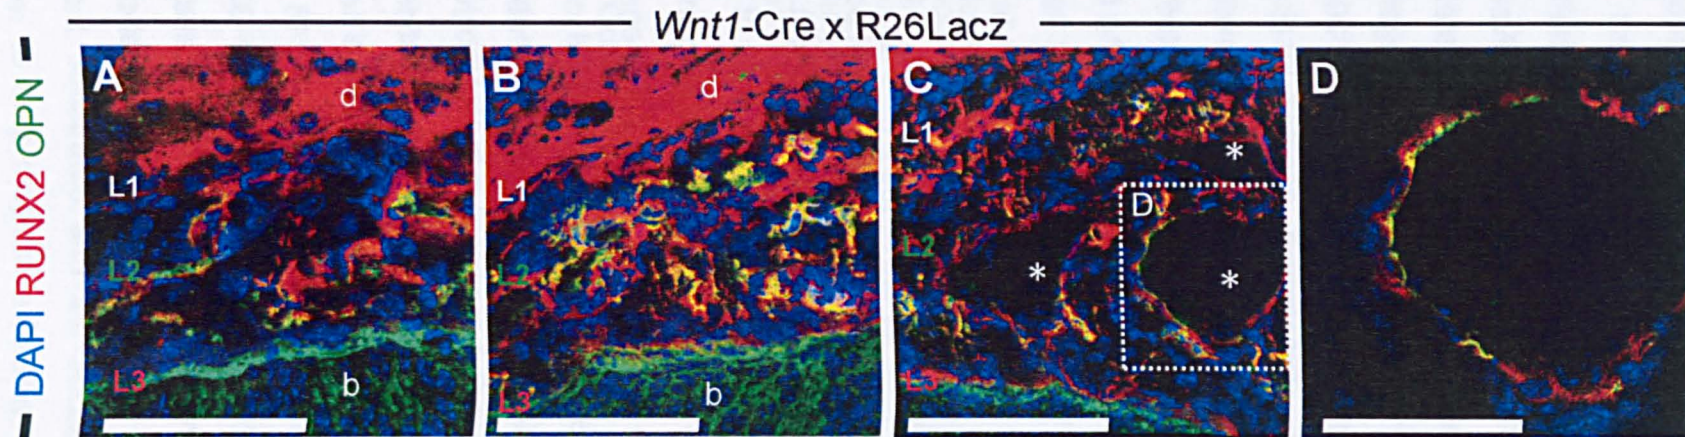 Wnt1-Cre x R26Lacz
DAPI RUNX2 OPN
A
d
L1
L2
L3
b
B
d
L1
L2
L3
b
C
L1
*
D
L2
*
*
L3
D